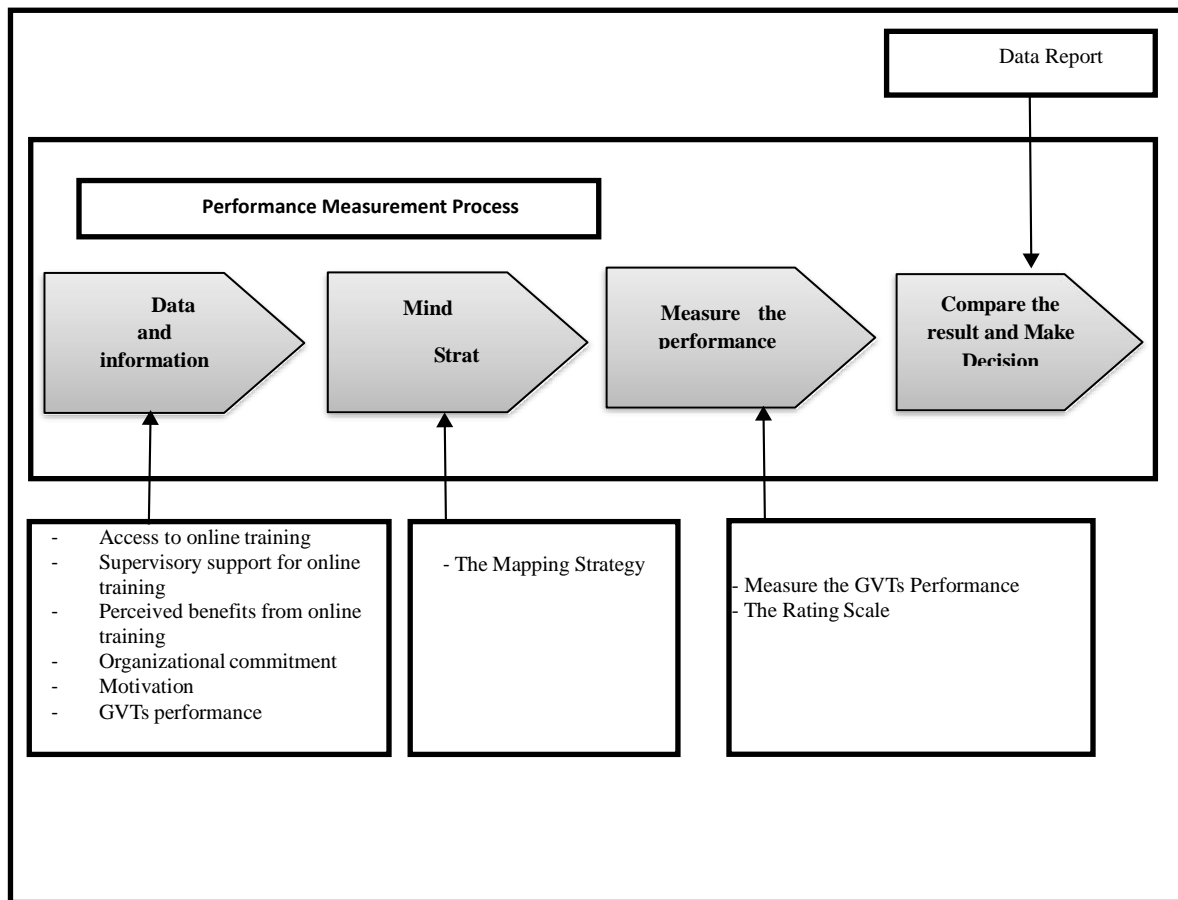 Data Report
Performance Measurement Process
Data
and
information
Mind
Strat
Measure the
performance
Compare the
result and Make
Decision
- Access to online training
- Supervisory support for online
training
- Perceived benefits from online
training
- Organizational commitment
- Motivation
- GVTs performance
- The Mapping Strategy
- Measure the GVTs Performance
- The Rating Scale